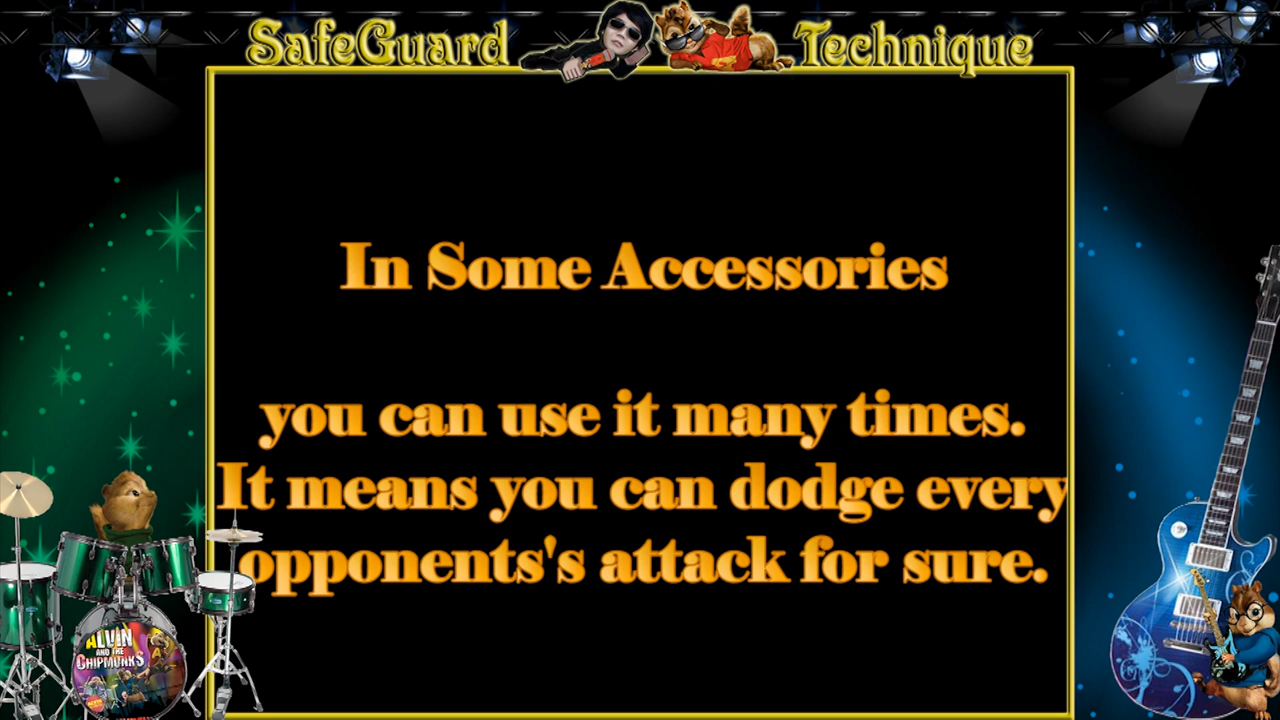 SafeGuard Technique
In Some Accessories
you can use it many times.
It means you can dodge every
opponents's attack for sure.
ALVIN
AND THE
CHIPMUNKS